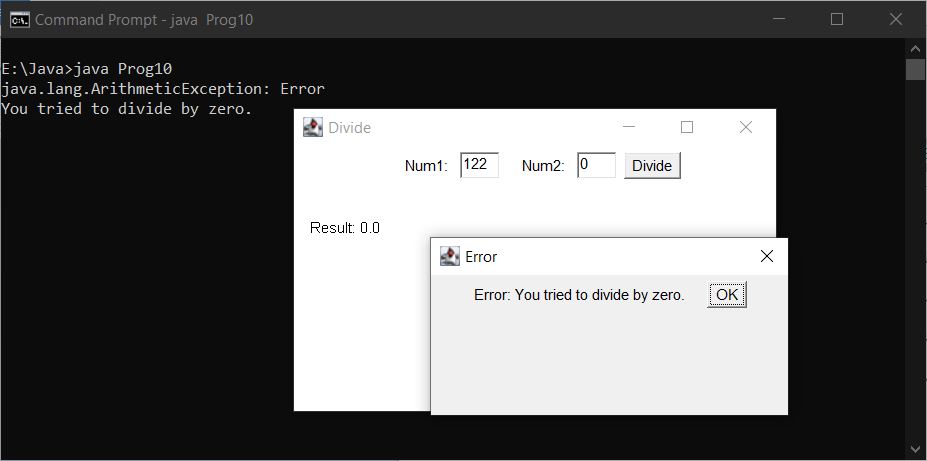 Command Prompt - java  Prog10
E:\Java>java Prog10
java.lang.ArithmeticException: Error
You tried to divide by zero.
Divide
Num1: 122 Num2: 0 Divide
Result: 0.0
Error
Error: You tried to divide by zero. OK